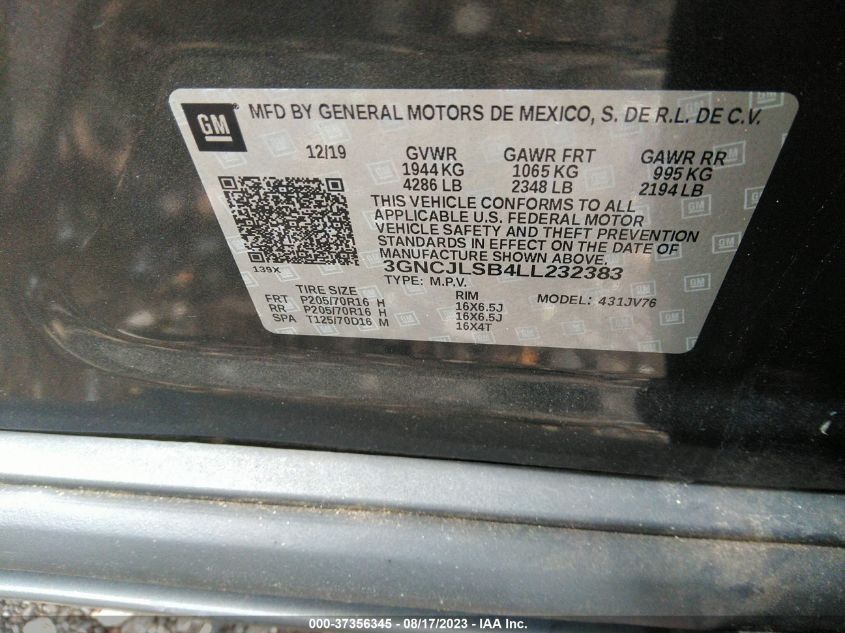 GM® MFD BY GENERAL MOTORS DE MEXICO, S. DE R.L. DE C.V.
12/19 GVWR GAWR FRT GAWR RR
1944 KG 1065 KG 995 KG
4286 LB 2348 LB 2194 LB
THIS VEHICLE CONFORMS TO ALL
APPLICABLE U.S. FEDERAL MOTOR
VEHICLE SAFETY AND THEFT PREVENTION
STANDARDS IN EFFECT ON THE DATE OF
MANUFACTURE SHOWN ABOVE.
139X 3GNCJLSB4LL232383
TYPE: M.P.V.
TIRE SIZE RIM MODEL: 431JV76
FRT P205/70R16 H 16X6.5J
RR P205/70R16 H 16X6.5J
SPA T125/70D16 M 16X4T
000-37356345 - 08/17/2023 - IAA Inc.